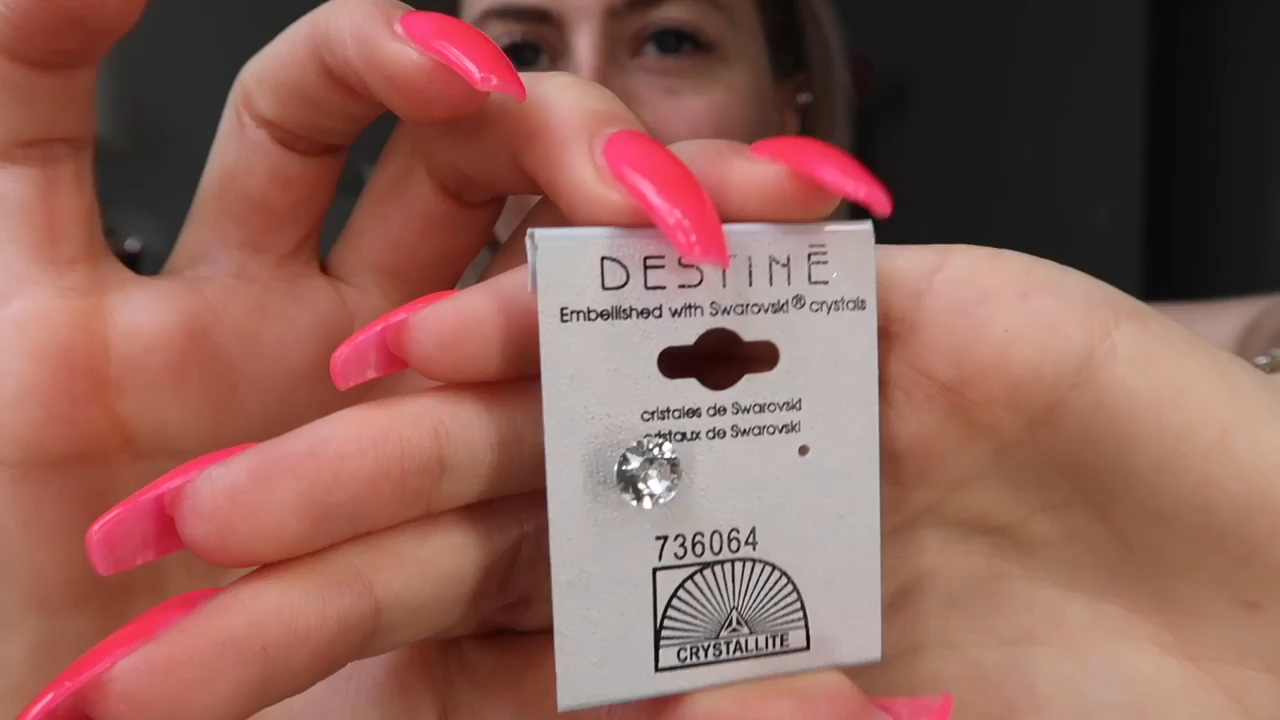 DESTINĒ
Embellished with Swarovski® crystals
cristales de Swarovski
cristaux de Swarovski
736064
CRYSTALLITE